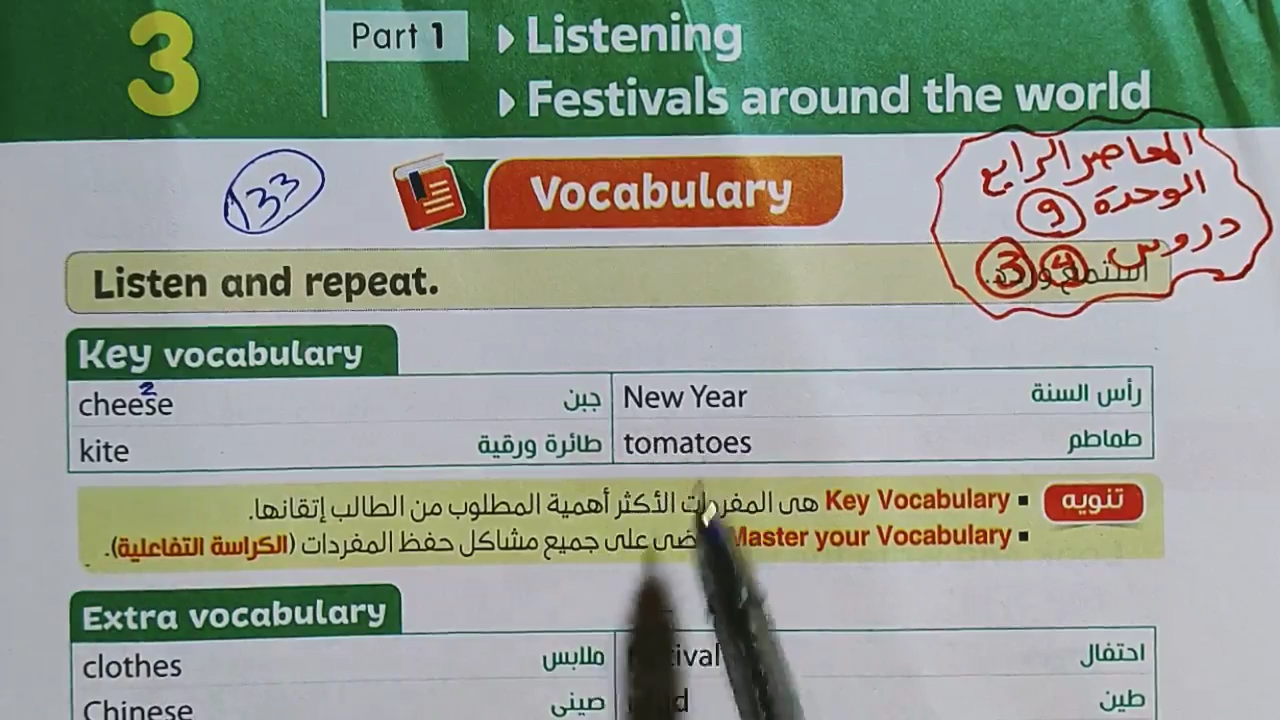 3
Part 1
Listening
Festivals around the world
المعاصر الرابع
الوحدة 9
دروس 4 3
133
Vocabulary
Listen and repeat.
Key vocabulary
cheese جبن New Year رأس السنة
2
kite طائرة ورقية tomatoes طماطم
تنويه ▪ Key Vocabulary هى المفردات الأكثر أهمية المطلوب من الطالب إتقانها.
▪ Master your Vocabulary على جميع مشاكل حفظ المفردات (الكراسة التفاعلية).
Extra vocabulary
clothes ملابس احتفال
Chinese صينى طين